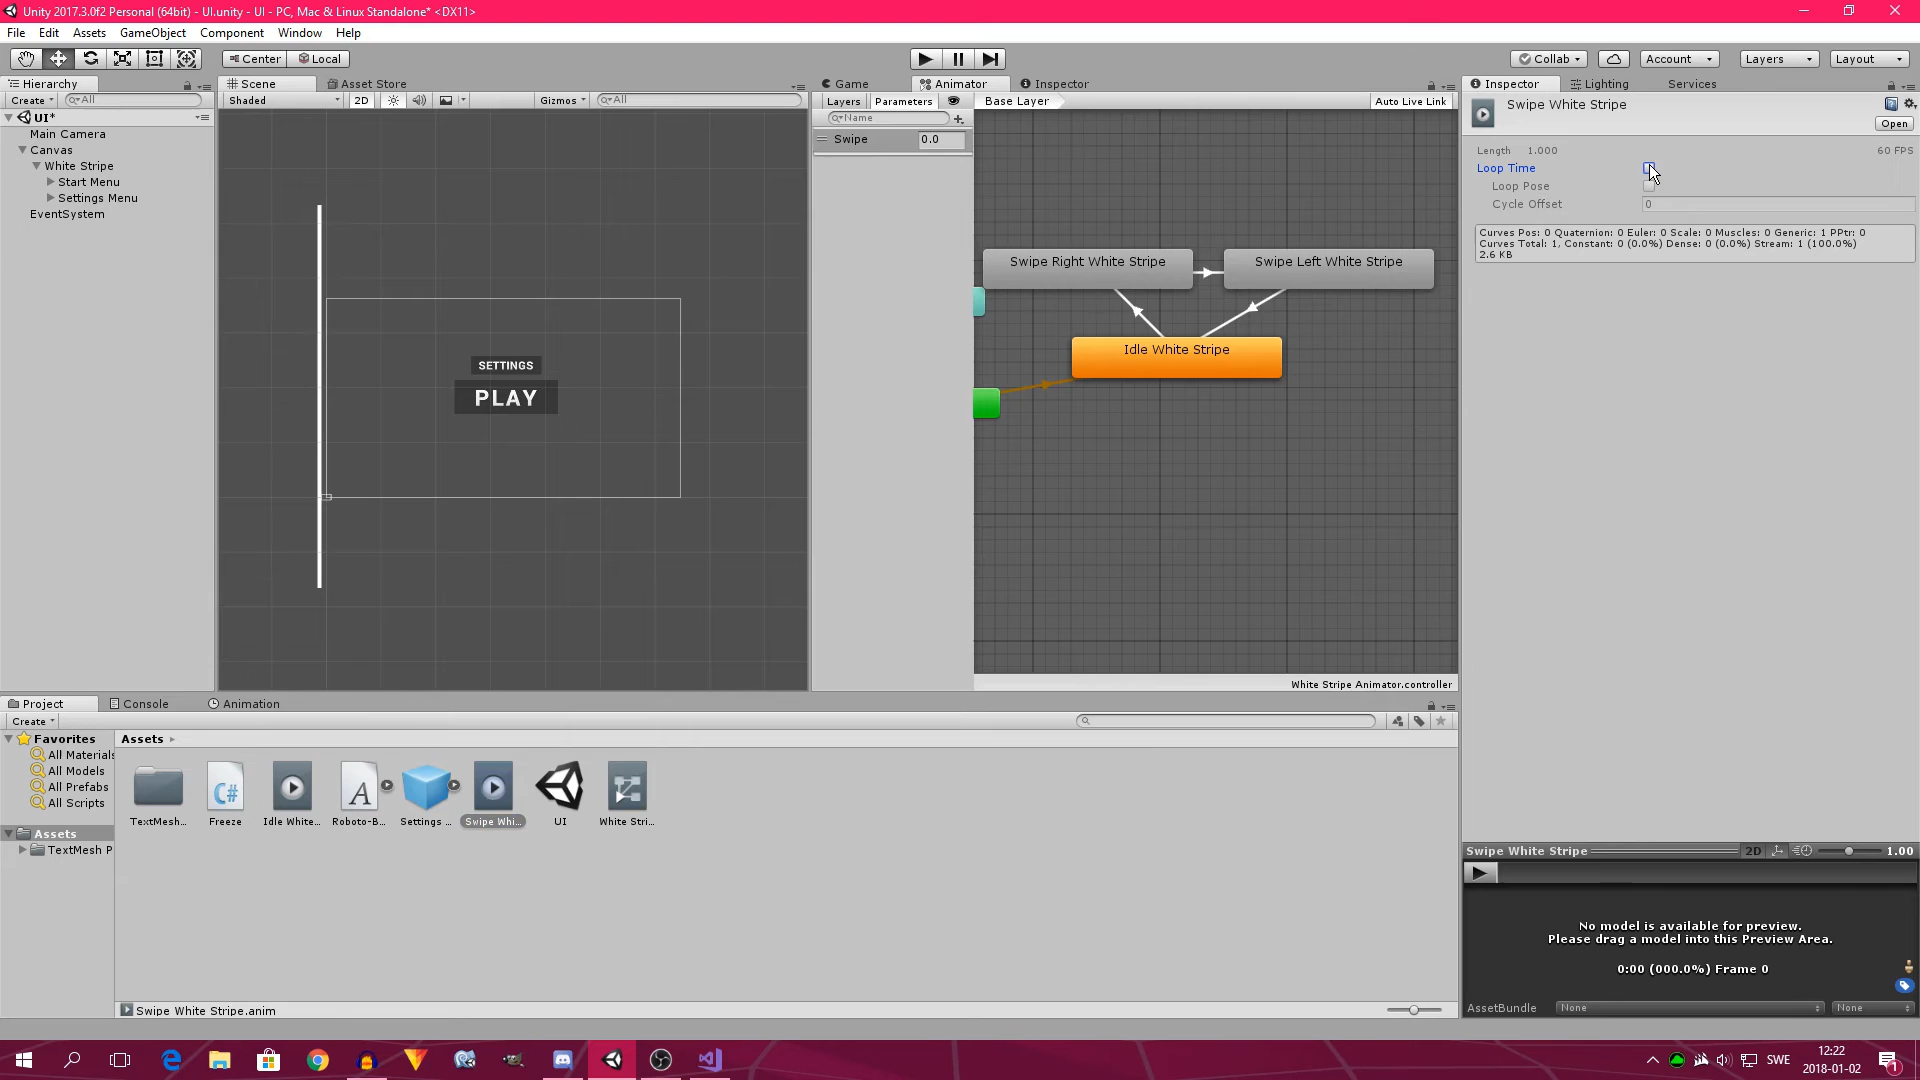 Unity 2017.3.0f2 Personal (64bit) - UI.unity - UI - PC, Mac & Linux Standalone* <DX11>
File Edit Assets GameObject Component Window Help
Center Local Collab Account Layers Layout
Hierarchy Scene Asset Store Game Animator Inspector Inspector Lighting Services
Create All Shaded 2D Gizmos All Layers Parameters Base Layer Auto Live Link
Swipe White Stripe
Open
UI*
Main Camera
Canvas
White Stripe
Start Menu
Settings Menu
EventSystem
SETTINGS
PLAY
Name
Swipe 0.0
Swipe Right White Stripe Swipe Left White Stripe
Idle White Stripe
White Stripe Animator.controller
Length 1.000 60 FPS
Loop Time
Loop Pose
Cycle Offset 0
Curves Pos: 0 Quaternion: 0 Euler: 0 Scale: 0 Muscles: 0 Generic: 1 PPtr: 0
Curves Total: 1, Constant: 0 (0.0%) Dense: 0 (0.0%) Stream: 1 (100.0%)
2.6 KB
Project Console Animation
Create
Favorites
All Materials
All Models
All Prefabs
All Scripts
Assets
TextMesh P
Assets
C#
A
TextMesh... Freeze Idle White... Roboto-B... Settings ... Swipe Whi... UI White Stri...
Swipe White Stripe.anim
Swipe White Stripe 2D 1.00
No model is available for preview.
Please drag a model into this Preview Area.
0:00 (000.0%) Frame 0
AssetBundle None None
SWE
12:22
2018-01-02
1